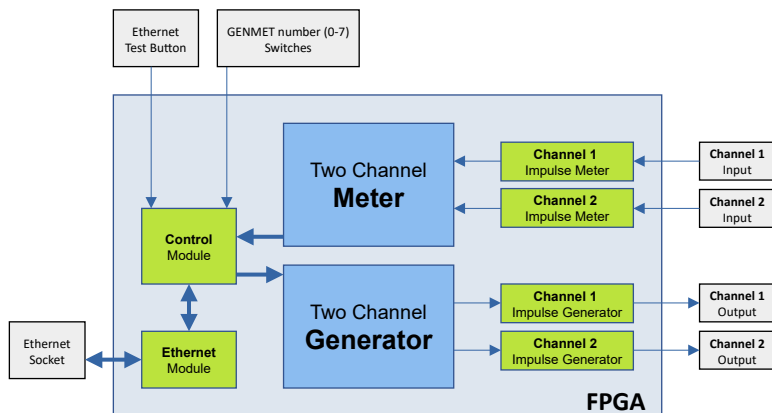 Ethernet
Test Button
GENMET number (0-7)
Switches
Two Channel
Meter
Channel 1
Impulse Meter
Channel 1
Input
Channel 2
Impulse Meter
Channel 2
Input
Control
Module
Two Channel
Generator
Channel 1
Impulse Generator
Channel 1
Output
Channel 2
Impulse Generator
Channel 2
Output
Ethernet
Socket
Ethernet
Module
FPGA